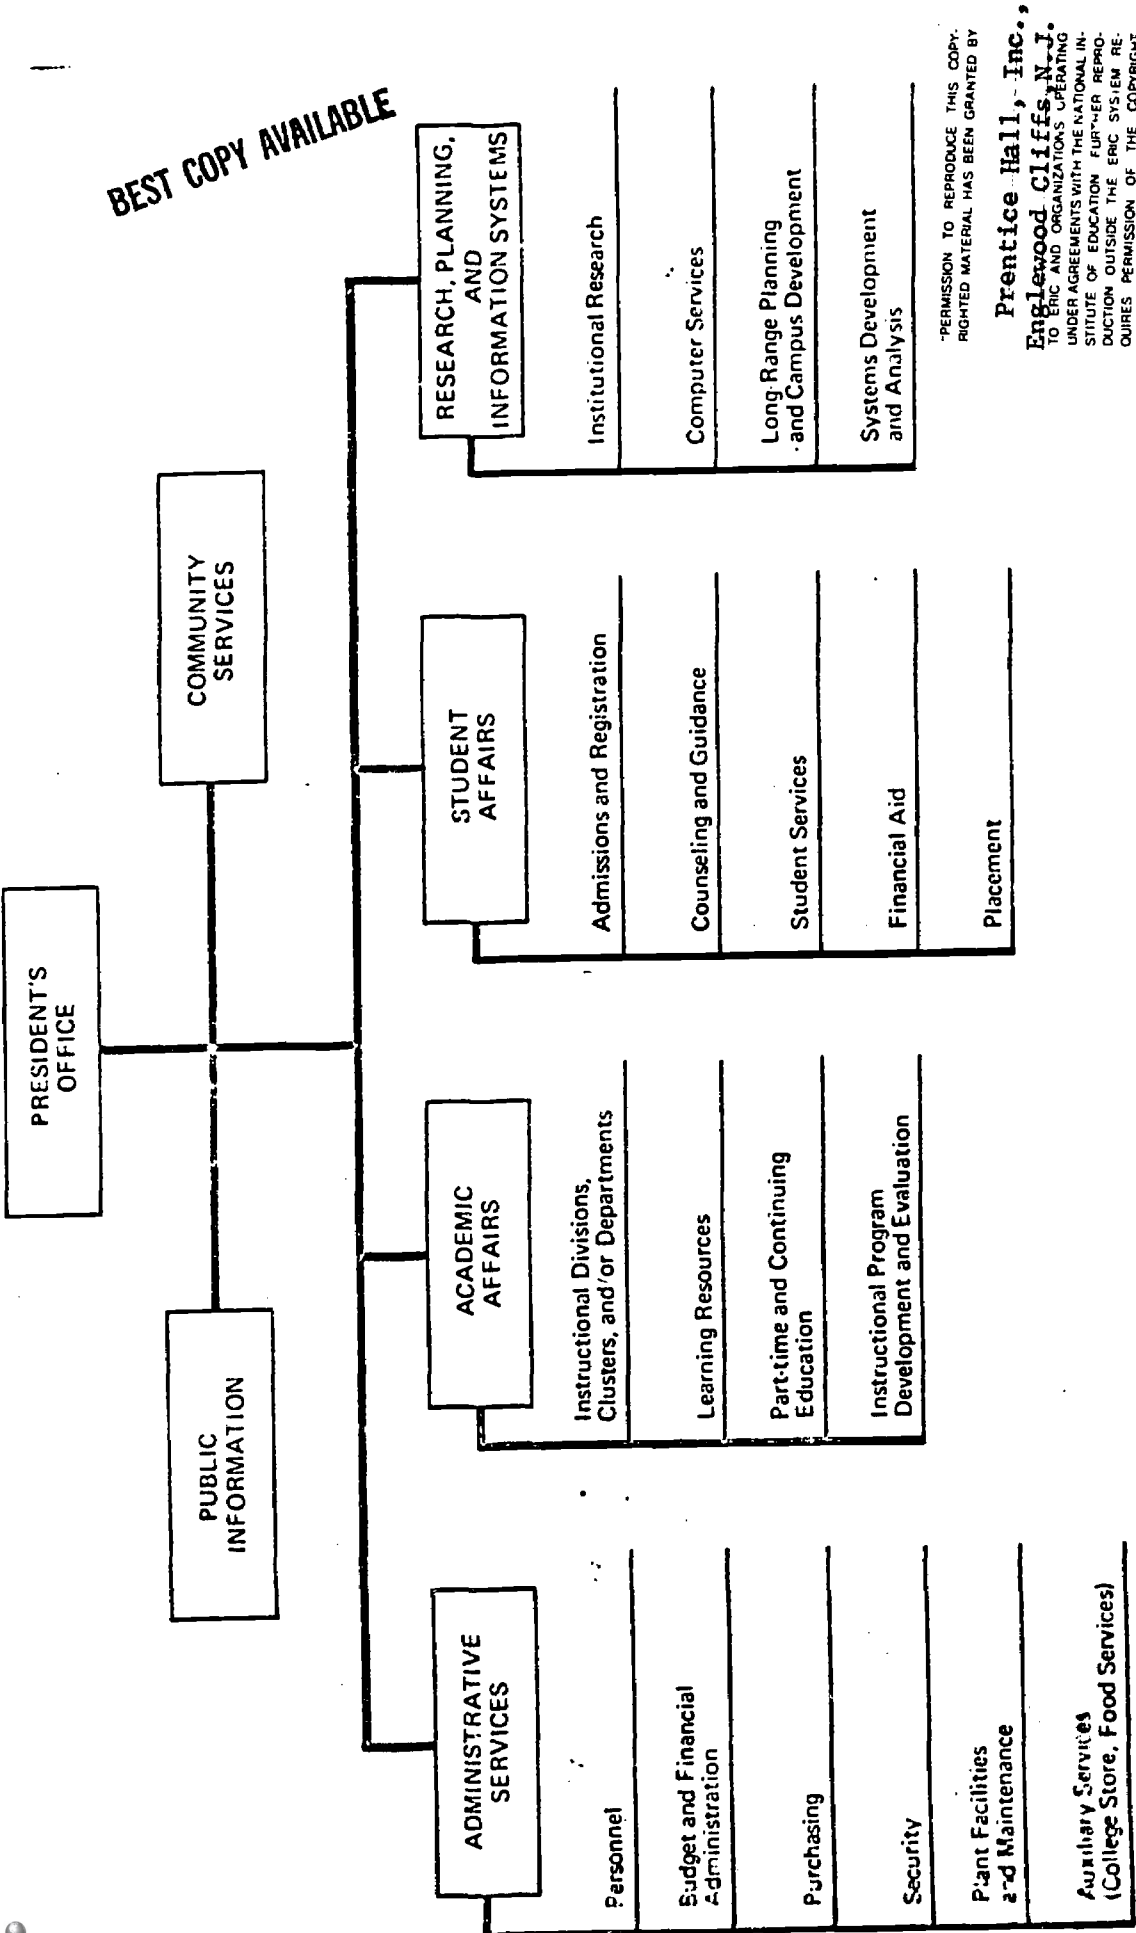 BEST COPY AVAILABLE
PRESIDENT'S
OFFICE
PUBLIC
INFORMATION
COMMUNITY
SERVICES
ADMINISTRATIVE
SERVICES
Personnel
Budget and Financial
Administration
Purchasing
Security
Plant Facilities
and Maintenance
Auxiliary Services
(College Store, Food Services)
ACADEMIC
AFFAIRS
Instructional Divisions,
Clusters, and/or Departments
Learning Resources
Part-time and Continuing
Education
Instructional Program
Development and Evaluation
STUDENT
AFFAIRS
Admissions and Registration
Counseling and Guidance
Student Services
Financial Aid
Placement
RESEARCH, PLANNING,
AND
INFORMATION SYSTEMS
Institutional Research
Computer Services
Long-Range Planning
and Campus Development
Systems Development
and Analysis
"PERMISSION TO REPRODUCE THIS COPY-
RIGHTED MATERIAL HAS BEEN GRANTED BY
Prentice Hall, Inc.,
Englewood Cliffs, N.J.
TO ERIC AND ORGANIZATIONS OPERATING
UNDER AGREEMENTS WITH THE NATIONAL IN-
STITUTE OF EDUCATION FURTHER REPRO-
DUCTION OUTSIDE THE ERIC SYSTEM RE-
QUIRES PERMISSION OF THE COPYRIGHT